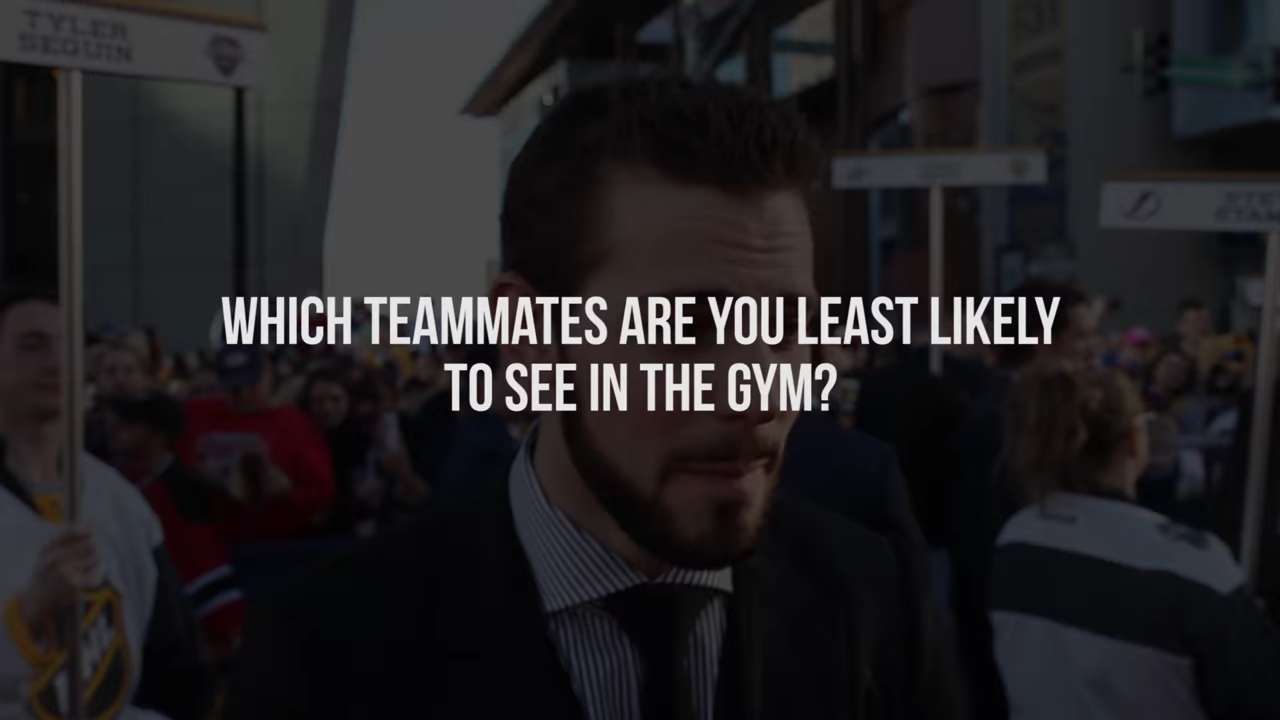 TYLER
SEGUIN
WHICH TEAMMATES ARE YOU LEAST LIKELY
TO SEE IN THE GYM?